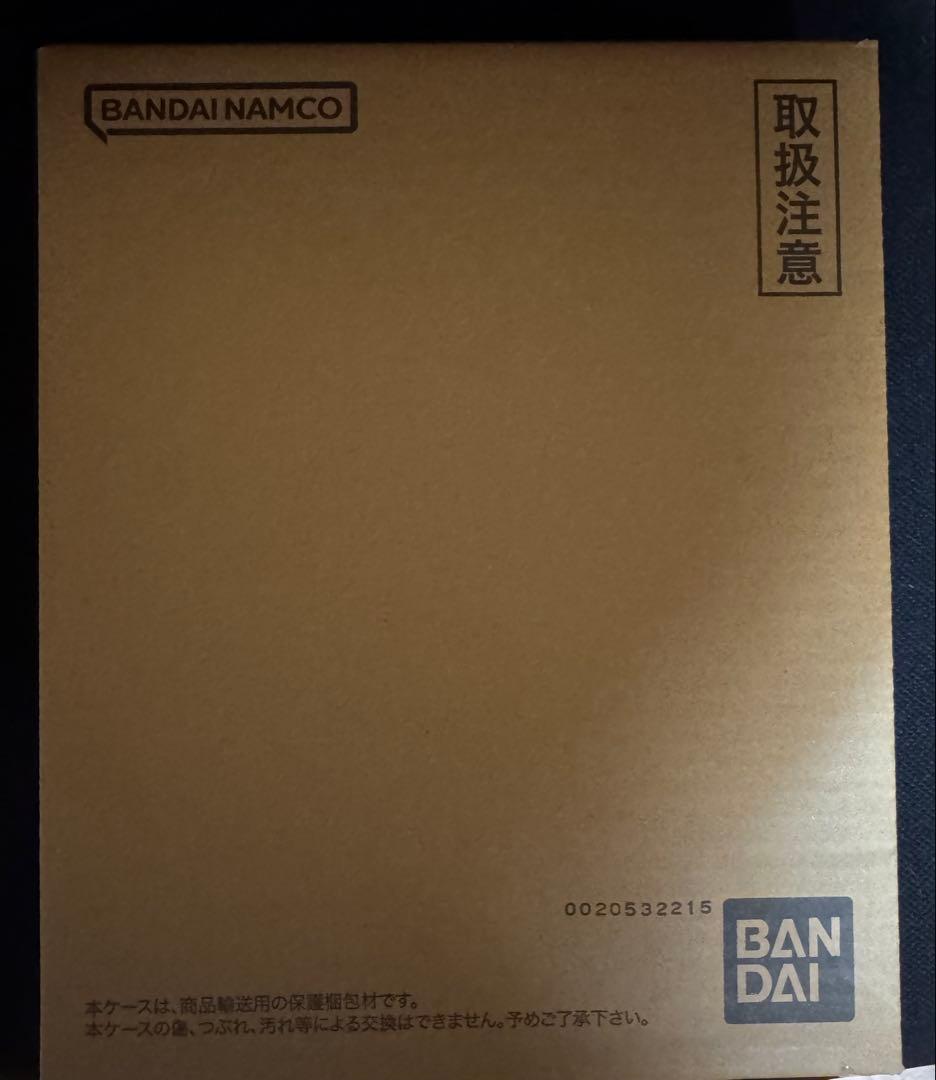 BANDAI NAMCO
取扱注意
0020532215
BAN
DAI
本ケースは、商品輸送用の保護梱包材です。
本ケースの傷、つぶれ、汚れ等による交換はできません。予めご了承下さい。